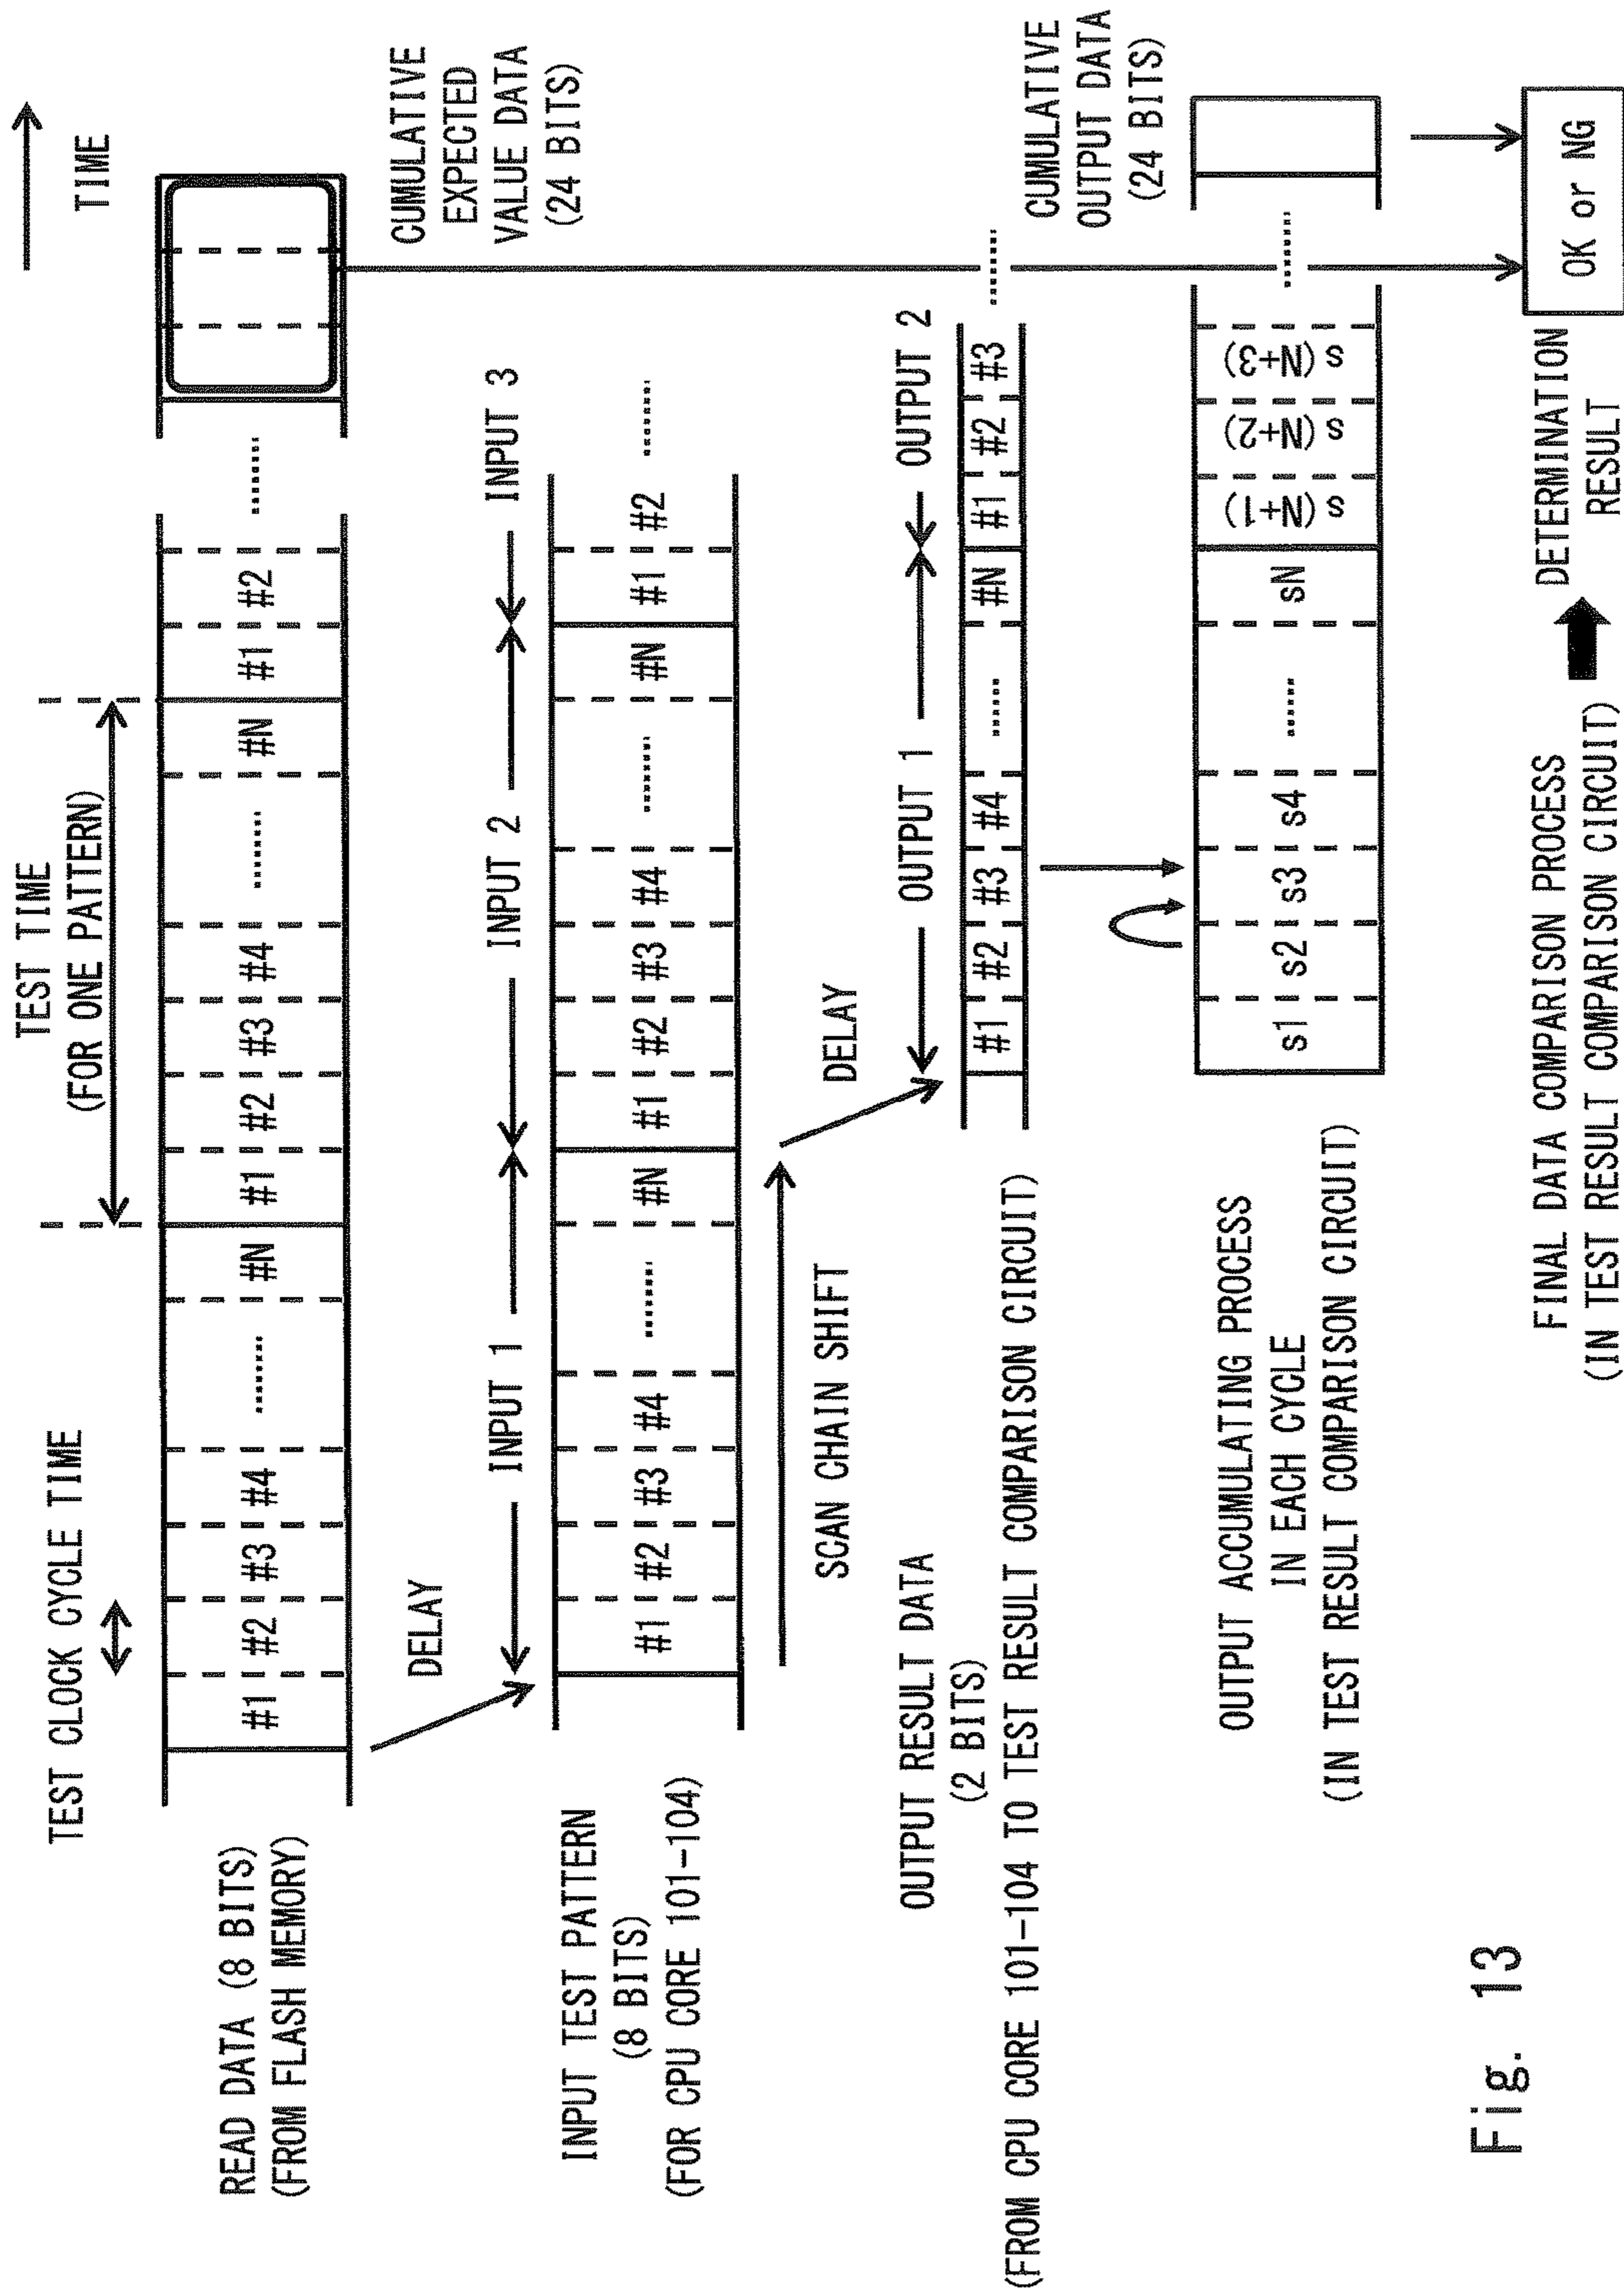 TIME
TEST CLOCK CYCLE TIME
TEST TIME
(FOR ONE PATTERN)
READ DATA (8 BITS)
(FROM FLASH MEMORY)
#1 #2 #3 #4 ........ #N #1 #2 #3 #4 ........ #N #1 #2 ........
DELAY
CUMULATIVE
EXPECTED
VALUE DATA
(24 BITS)
INPUT 1 INPUT 2 INPUT 3
INPUT TEST PATTERN
(8 BITS)
(FOR CPU CORE 101-104)
#1 #2 #3 #4 ........ #N #1 #2 #3 #4 ........ #N #1 #2 ........
SCAN CHAIN SHIFT
DELAY
OUTPUT 1 OUTPUT 2
OUTPUT RESULT DATA
(2 BITS)
(FROM CPU CORE 101-104 TO TEST RESULT COMPARISON CIRCUIT)
#1 #2 #3 #4 ...... #N #1 #2 #3 ........
CUMULATIVE
OUTPUT DATA
(24 BITS)
OUTPUT ACCUMULATING PROCESS
IN EACH CYCLE
(IN TEST RESULT COMPARISON CIRCUIT)
s1 s2 s3 s4 ...... sN s(N+1) s(N+2) s(N+3) ........
FINAL DATA COMPARISON PROCESS
(IN TEST RESULT COMPARISON CIRCUIT)
DETERMINATION
RESULT
OK or NG
Fig. 13